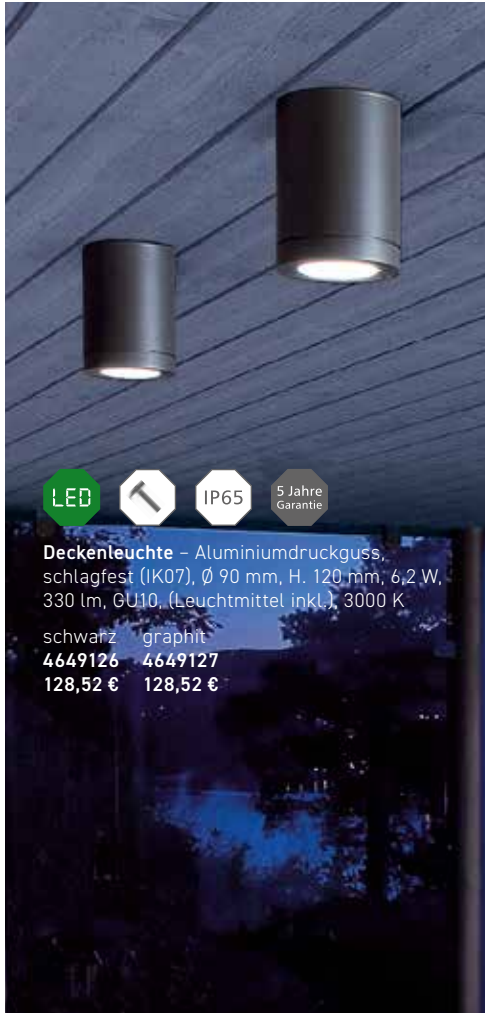 LED
IP65
5 Jahre
Garantie
Deckenleuchte – Aluminiumdruckguss,
schlagfest (IK07), Ø 90 mm, H. 120 mm, 6,2 W,
330 lm, GU10, (Leuchtmittel inkl.), 3000 K
schwarz graphit
4649126 4649127
128,52 € 128,52 €